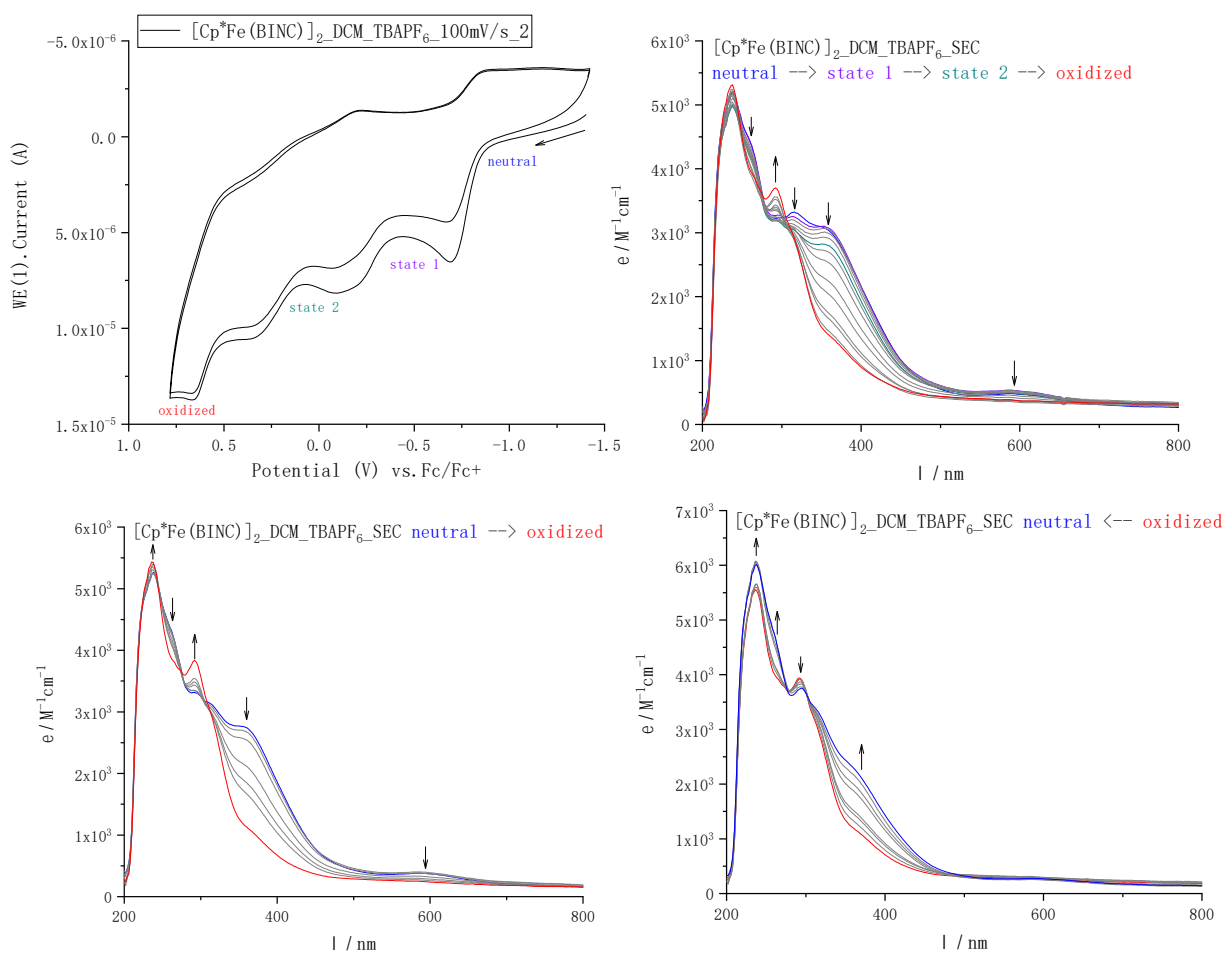 [Cp*Fe(BINC)]₂_DCM_TBAPF₆_100mV/s_2
-5.0x10⁻⁶
0.0
5.0x10⁻⁶
1.0x10⁻⁵
1.5x10⁻⁵
WE(1).Current (A)
neutral
state 1
state 2
oxidized
1.0 0.5 0.0 -0.5 -1.0 -1.5
Potential (V) vs.Fc/Fc+
[Cp*Fe(BINC)]₂_DCM_TBAPF₆_SEC
neutral --> state 1 --> state 2 --> oxidized
6x10³
5x10³
4x10³
3x10³
2x10³
1x10³
0
e / M⁻¹cm⁻¹
200 400 600 800
l / nm
[Cp*Fe(BINC)]₂_DCM_TBAPF₆_SEC neutral --> oxidized
6x10³
5x10³
4x10³
3x10³
2x10³
1x10³
0
e / M⁻¹cm⁻¹
200 400 600 800
l / nm
[Cp*Fe(BINC)]₂_DCM_TBAPF₆_SEC neutral <-- oxidized
7x10³
6x10³
5x10³
4x10³
3x10³
2x10³
1x10³
0
e / M⁻¹cm⁻¹
200 400 600 800
l / nm